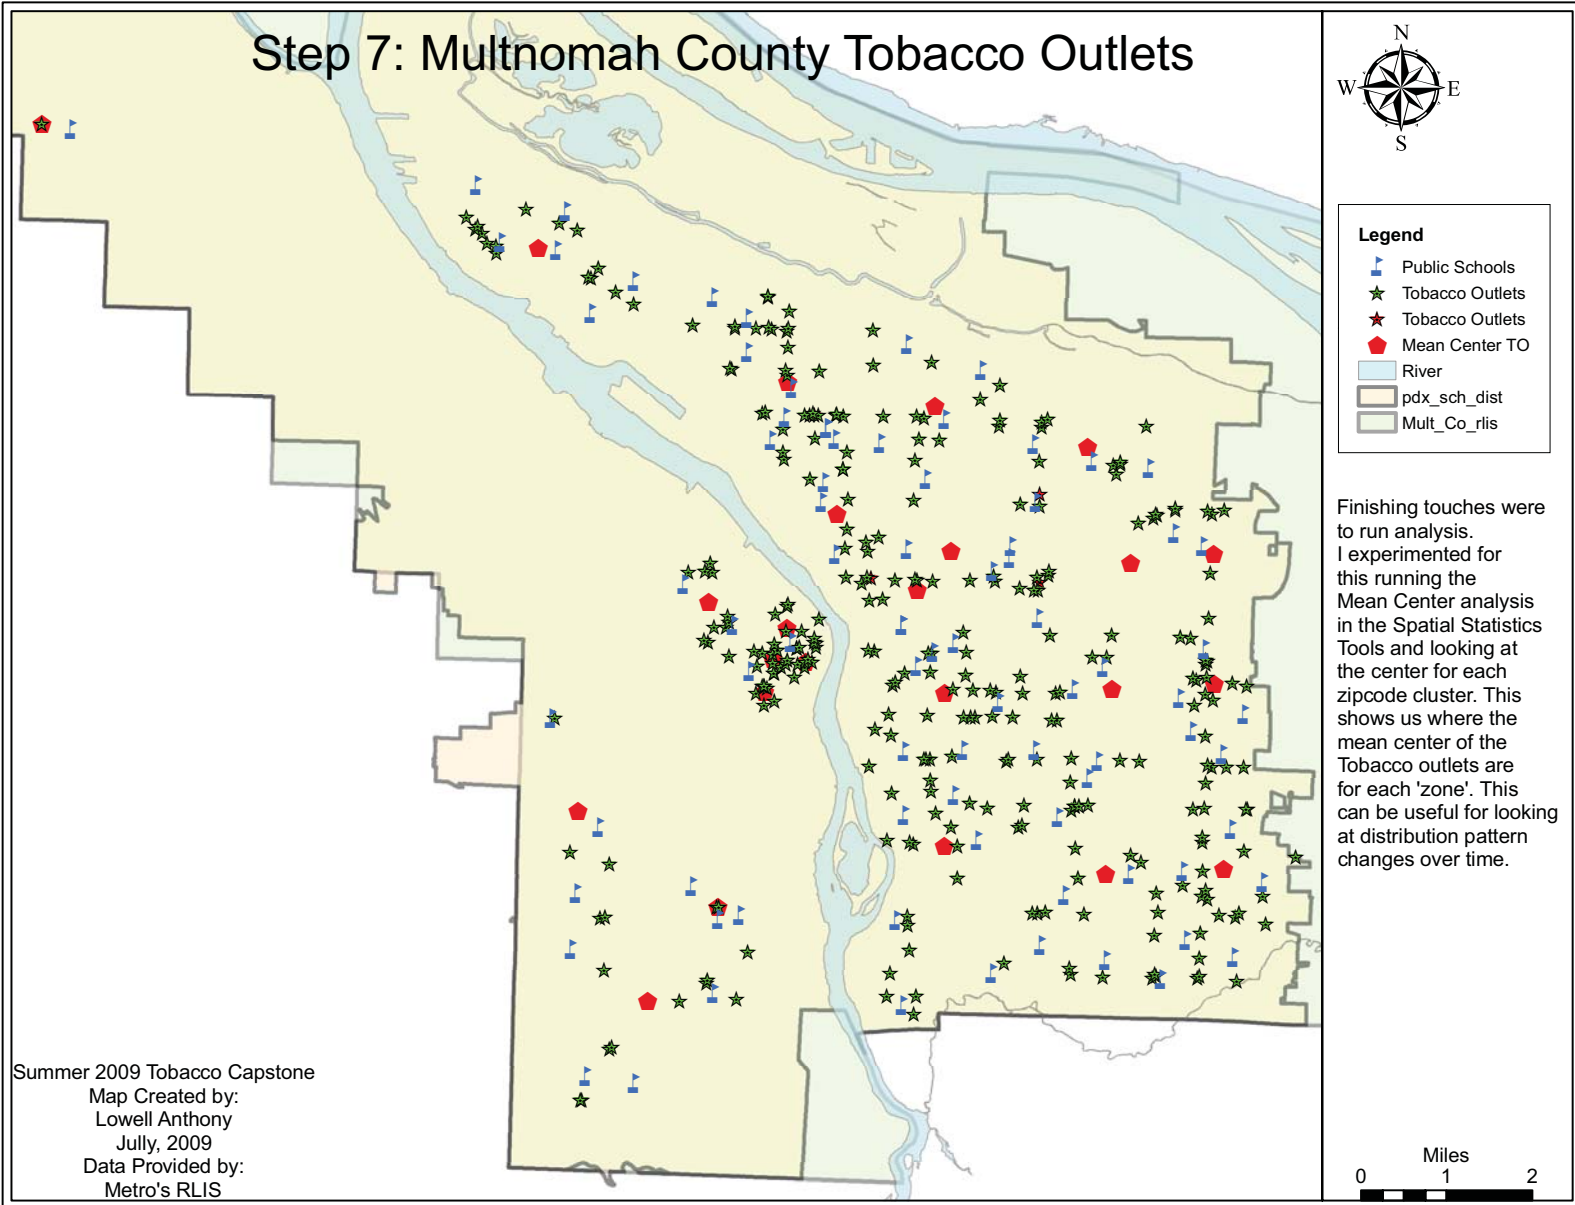 Step 7: Multnomah County Tobacco Outlets
N
W
E
S
Legend
Public Schools
Tobacco Outlets
Tobacco Outlets
Mean Center TO
River
pdx_sch_dist
Mult_Co_rlis
Finishing touches were
to run analysis.
I experimented for
this running the
Mean Center analysis
in the Spatial Statistics
Tools and looking at
the center for each
zipcode cluster. This
shows us where the
mean center of the
Tobacco outlets are
for each 'zone'. This
can be useful for looking
at distribution pattern
changes over time.
Summer 2009 Tobacco Capstone
Map Created by:
Lowell Anthony
Jully, 2009
Data Provided by:
Metro's RLIS
Miles
0 1 2